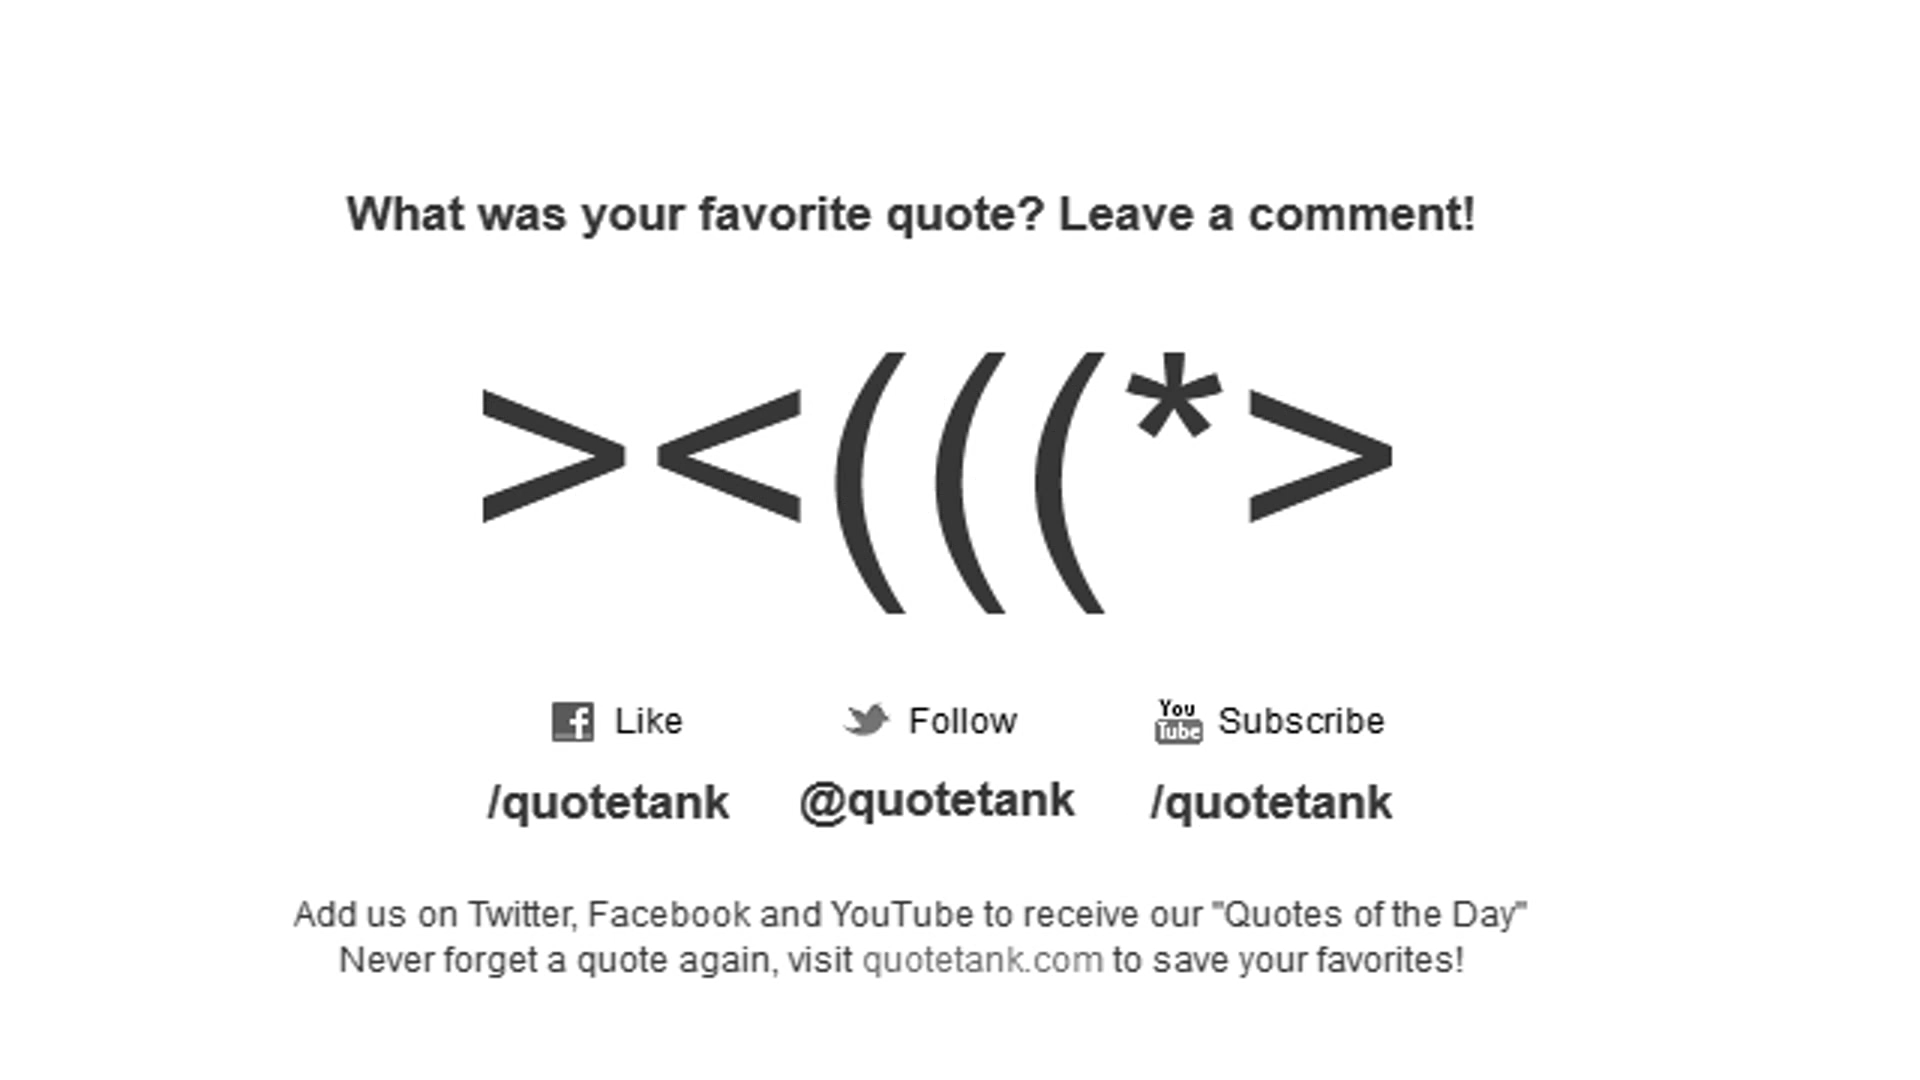 What was your favorite quote? Leave a comment!
><(((*>
f Like
Follow
You Tube Subscribe
/quotetank
@quotetank
/quotetank
Add us on Twitter, Facebook and YouTube to receive our "Quotes of the Day"
Never forget a quote again, visit quotetank.com to save your favorites!